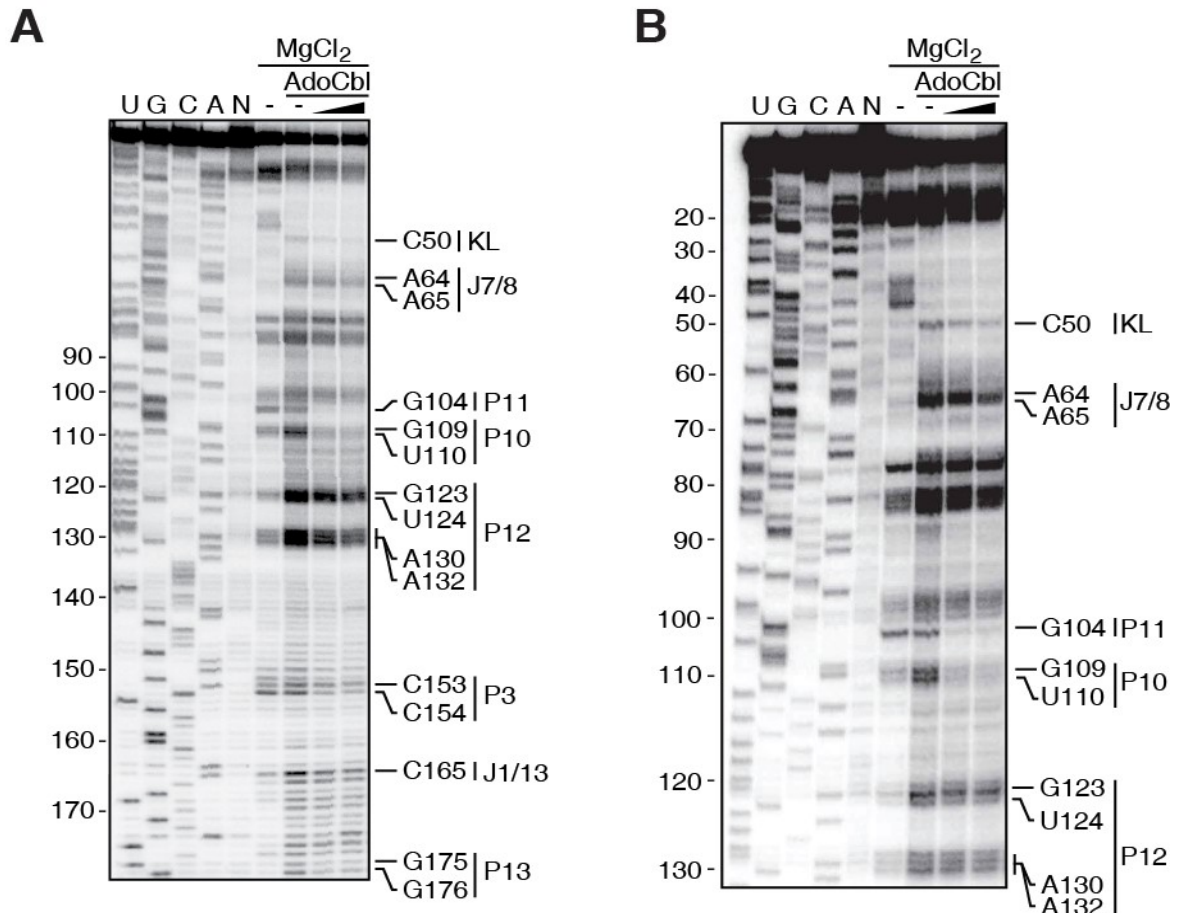 A
MgCl2
AdoCbl
U G C A N - -
C50 KL
A64 J7/8
A65
90
100
G104 P11
110
G109 P10
U110
120
G123
U124 P12
130
A130
A132
140
150
C153 P3
C154
160
C165 J1/13
170
G175 P13
G176
B
MgCl2
AdoCbl
U G C A N - -
20
30
40
50
C50 KL
60
A64 J7/8
A65
70
80
90
100
G104 P11
G109 P10
110
U110
120
G123
U124
P12
130
A130
A132